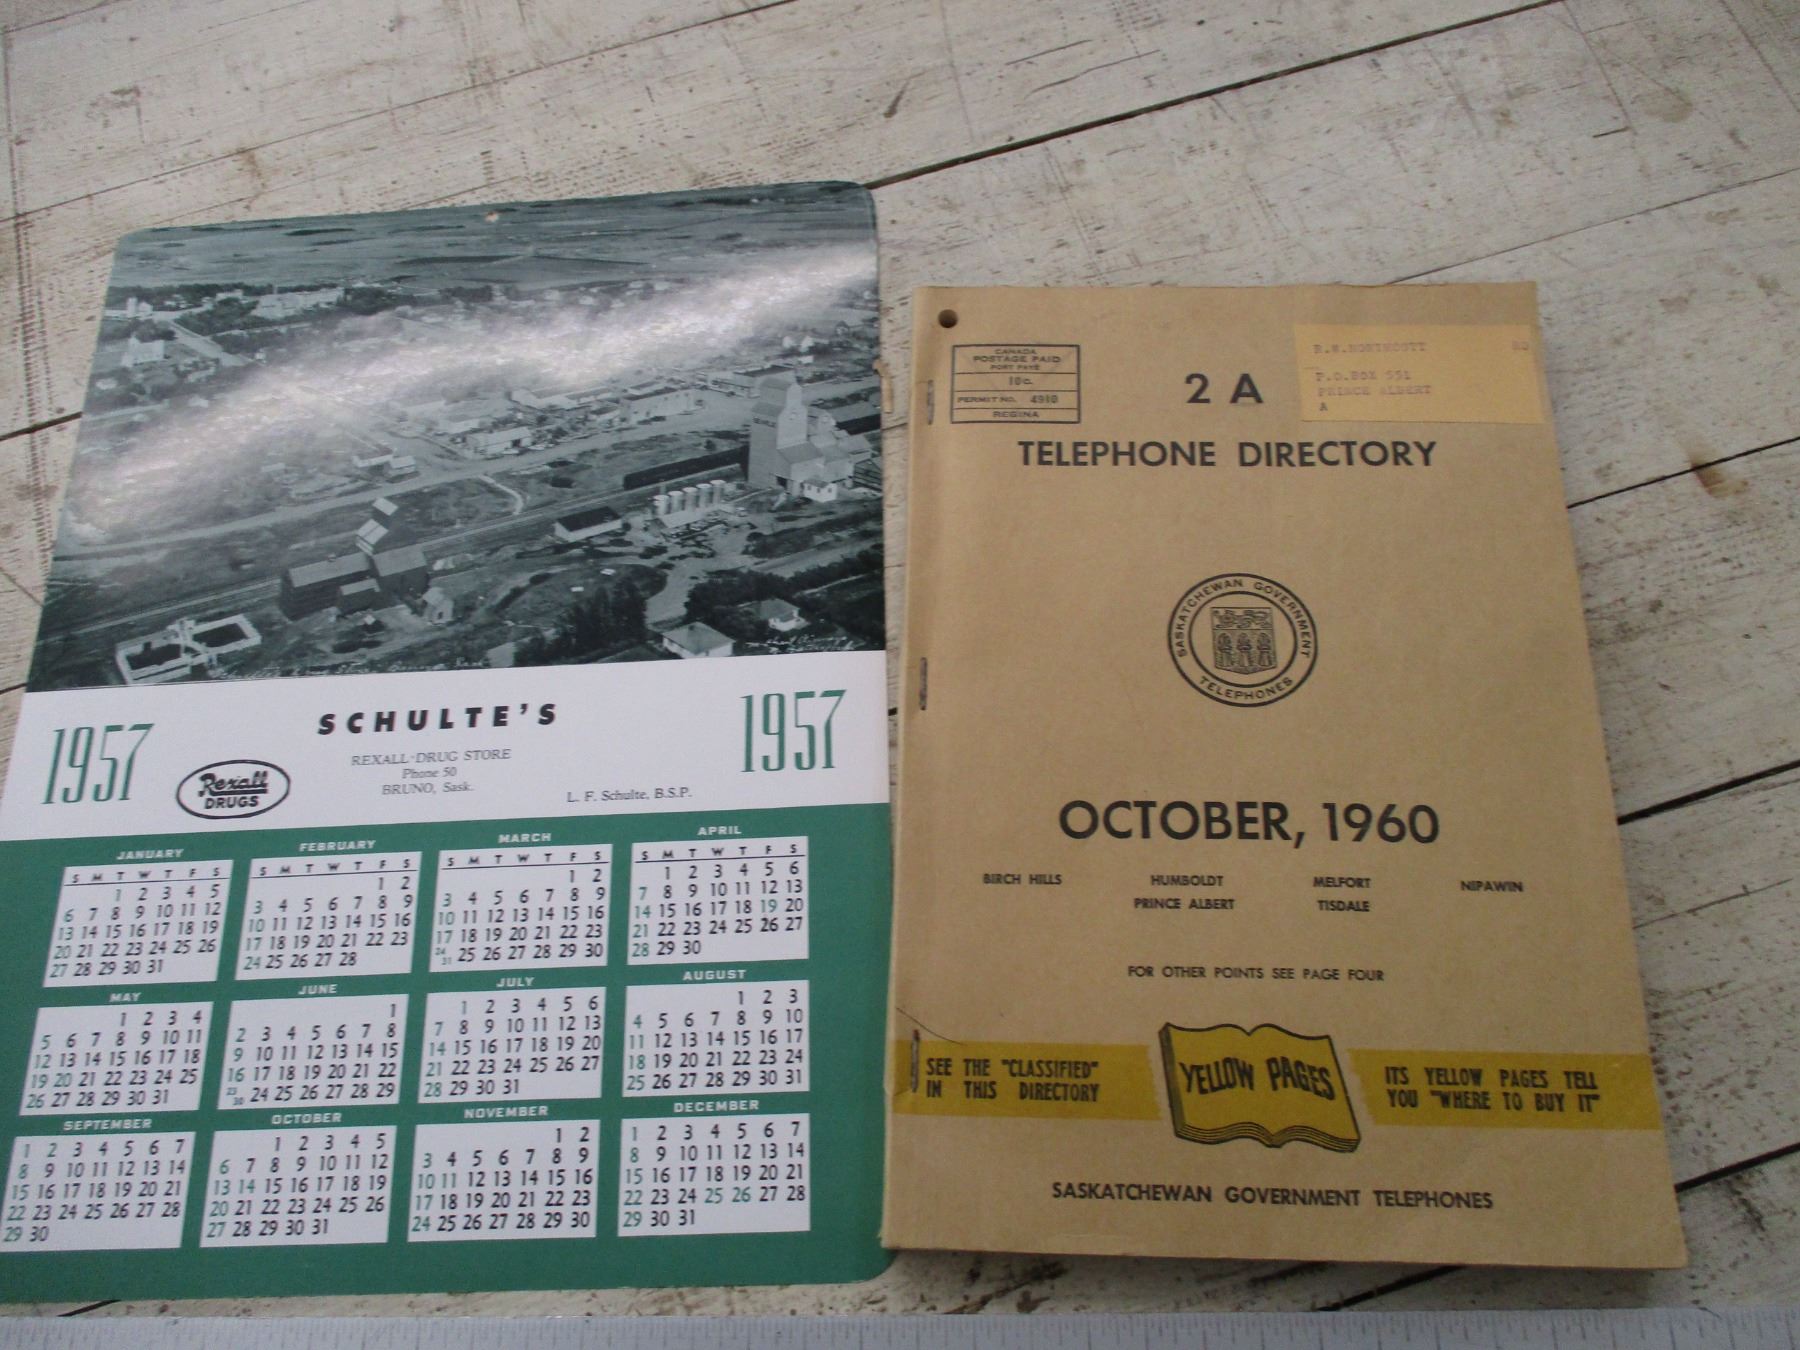 1957
SCHULTE'S
1957
Rexall
DRUGS
REXALL DRUG STORE
Phone 50
BRUNO, Sask.
L. F. Schulte, B.S.P.
JANUARY
S M T W T F S
1 2 3 4 5
6 7 8 9 10 11 12
13 14 15 16 17 18 19
20 21 22 23 24 25 26
27 28 29 30 31
FEBRUARY
S M T W T F S
1 2
3 4 5 6 7 8 9
10 11 12 13 14 15 16
17 18 19 20 21 22 23
24 25 26 27 28
MARCH
S M T W T F S
1 2
3 4 5 6 7 8 9
10 11 12 13 14 15 16
17 18 19 20 21 22 23
24 31 25 26 27 28 29 30
APRIL
S M T W T F S
1 2 3 4 5 6
7 8 9 10 11 12 13
14 15 16 17 18 19 20
21 22 23 24 25 26 27
28 29 30
MAY
1 2 3 4
5 6 7 8 9 10 11
12 13 14 15 16 17 18
19 20 21 22 23 24 25
26 27 28 29 30 31
JUNE
1
2 3 4 5 6 7 8
9 10 11 12 13 14 15
16 17 18 19 20 21 22
23 30 24 25 26 27 28 29
JULY
1 2 3 4 5 6
7 8 9 10 11 12 13
14 15 16 17 18 19 20
21 22 23 24 25 26 27
28 29 30 31
AUGUST
1 2 3
4 5 6 7 8 9 10
11 12 13 14 15 16 17
18 19 20 21 22 23 24
25 26 27 28 29 30 31
SEPTEMBER
1 2 3 4 5 6 7
8 9 10 11 12 13 14
15 16 17 18 19 20 21
22 23 24 25 26 27 28
29 30
OCTOBER
1 2 3 4 5
6 7 8 9 10 11 12
13 14 15 16 17 18 19
20 21 22 23 24 25 26
27 28 29 30 31
NOVEMBER
1 2
3 4 5 6 7 8 9
10 11 12 13 14 15 16
17 18 19 20 21 22 23
24 25 26 27 28 29 30
DECEMBER
1 2 3 4 5 6 7
8 9 10 11 12 13 14
15 16 17 18 19 20 21
22 23 24 25 26 27 28
29 30 31
CANADA
POSTAGE PAID
PORT PAYÉ
10c.
PERMIT NO. 4910
REGINA
2 A
R.W.NORTHCOTT
P.O.BOX 551
PRINCE ALBERT
A
TELEPHONE DIRECTORY
SASKATCHEWAN GOVERNMENT
TELEPHONES
OCTOBER, 1960
BIRCH HILLS HUMBOLDT MELFORT NIPAWIN
PRINCE ALBERT TISDALE
FOR OTHER POINTS SEE PAGE FOUR
SEE THE "CLASSIFIED"
IN THIS DIRECTORY
YELLOW PAGES
ITS YELLOW PAGES TELL
YOU "WHERE TO BUY IT"
SASKATCHEWAN GOVERNMENT TELEPHONES